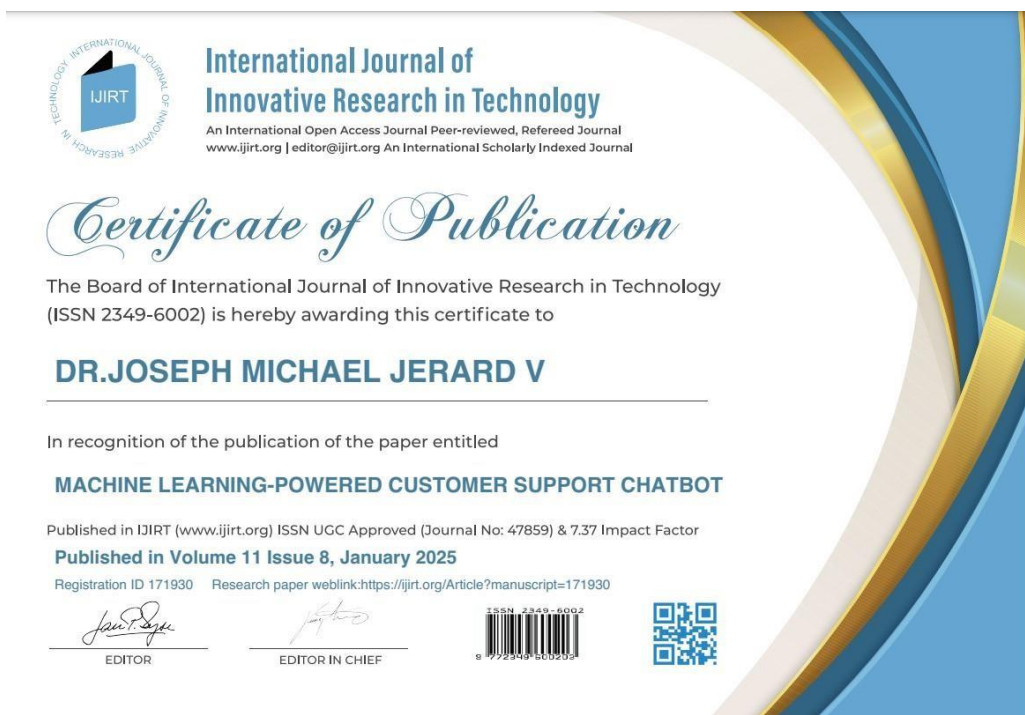 INTERNATIONAL JOURNAL OF INNOVATIVE RESEARCH IN TECHNOLOGY
IJIRT
International Journal of
Innovative Research in Technology
An International Open Access Journal Peer-reviewed, Refereed Journal
www.ijirt.org | editor@ijirt.org An International Scholarly Indexed Journal
Certificate of Publication
The Board of International Journal of Innovative Research in Technology
(ISSN 2349-6002) is hereby awarding this certificate to
DR.JOSEPH MICHAEL JERARD V
In recognition of the publication of the paper entitled
MACHINE LEARNING-POWERED CUSTOMER SUPPORT CHATBOT
Published in IJIRT (www.ijirt.org) ISSN UGC Approved (Journal No: 47859) & 7.37 Impact Factor
Published in Volume 11 Issue 8, January 2025
Registration ID 171930 Research paper weblink:https://ijirt.org/Article?manuscript=171930
EDITOR
EDITOR IN CHIEF
ISSN 2349-6002